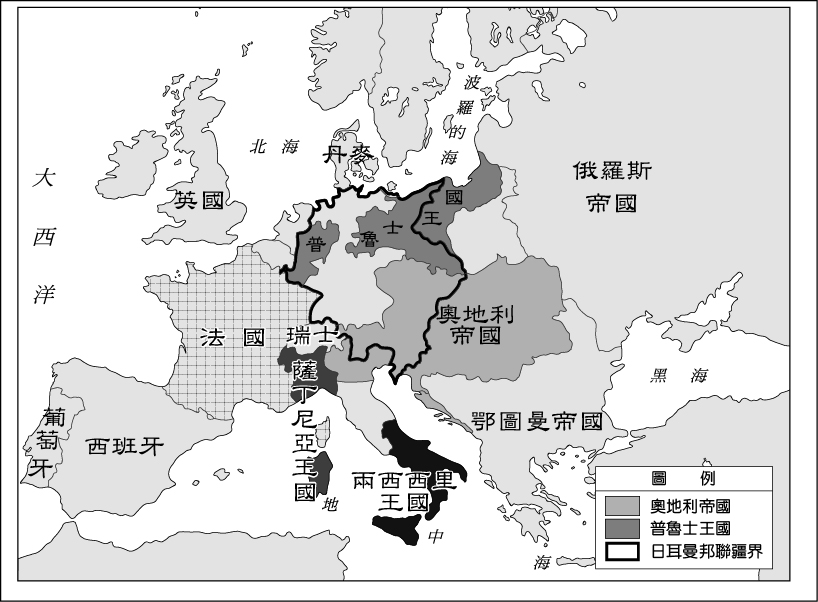 大西洋
北海
波羅的海
丹麥
英國
俄羅斯
帝國
普魯士王國
法國
瑞士
奧地利
帝國
薩丁尼亞王國
黑海
鄂圖曼帝國
葡萄牙
西班牙
兩西西里
王國
地中海
圖例
奧地利帝國
普魯士王國
日耳曼邦聯疆界